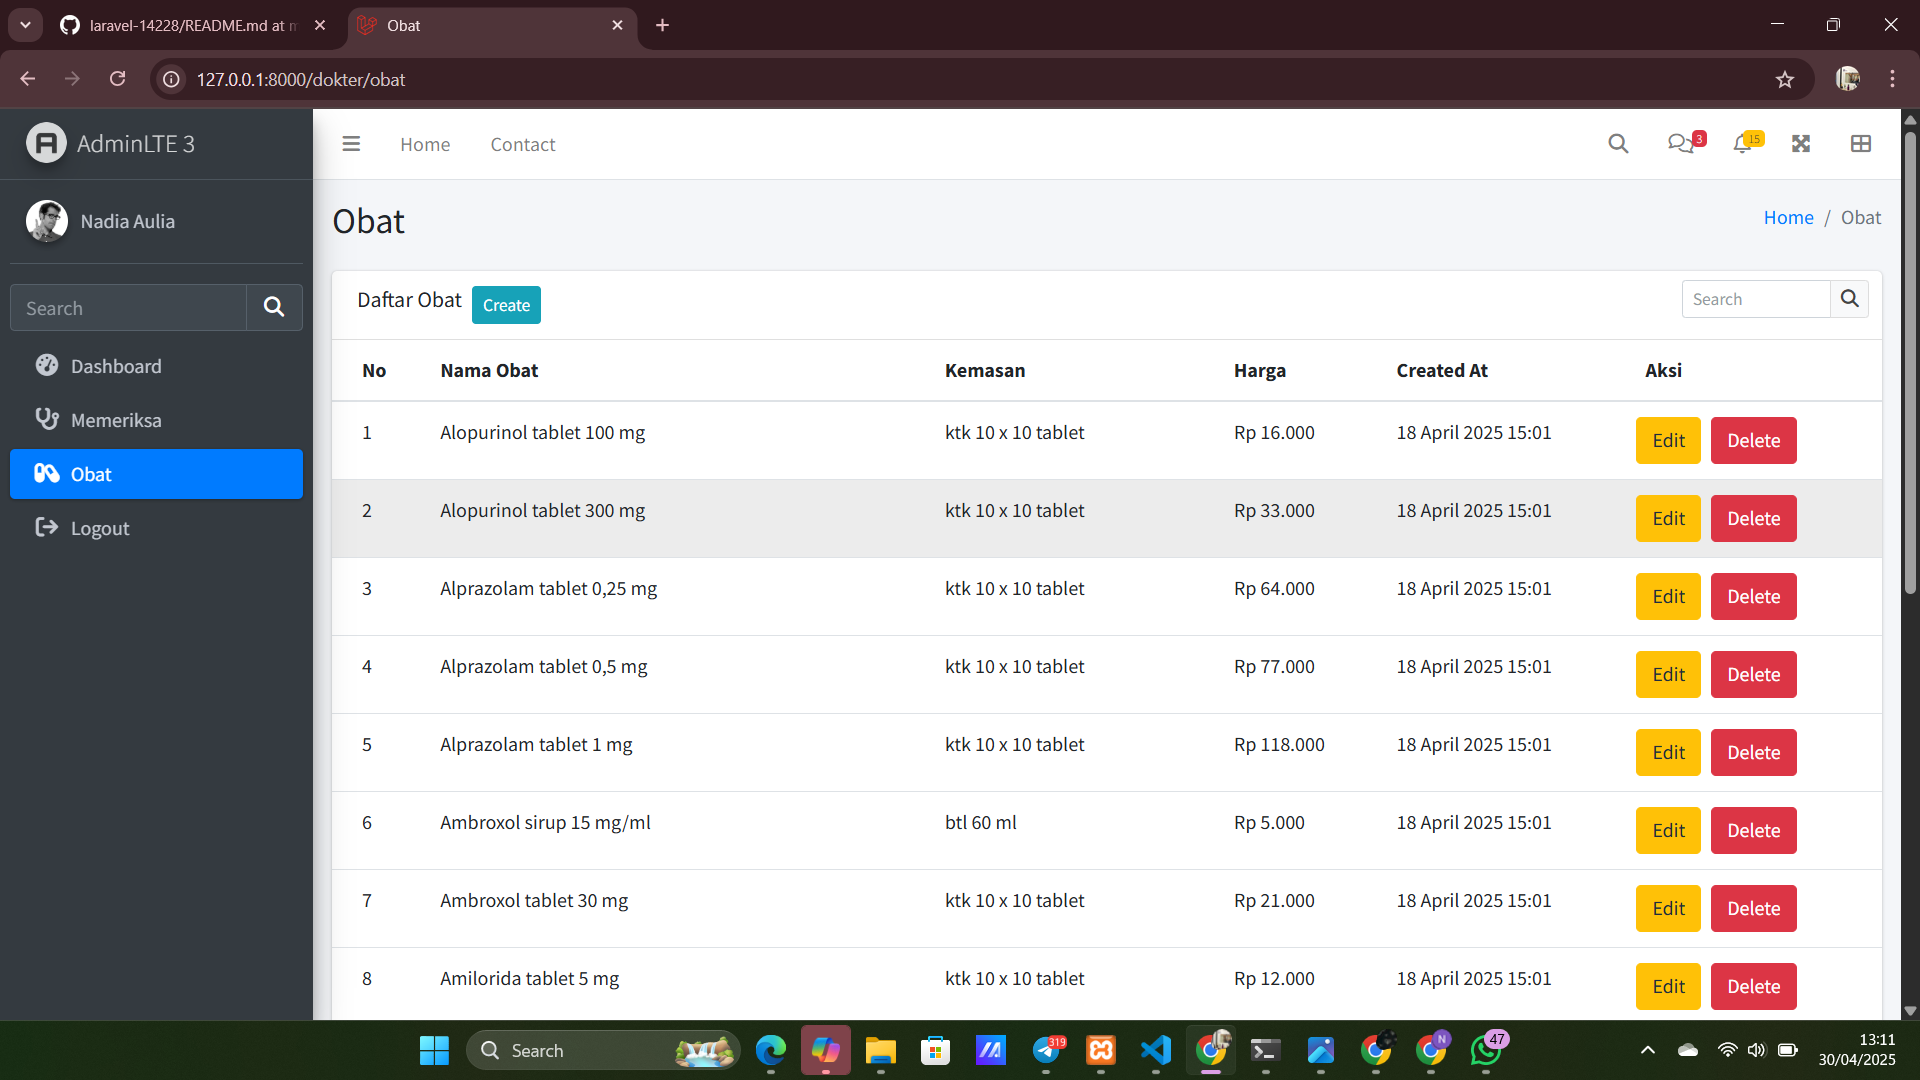 laravel-14228/README.md at m
Obat
127.0.0.1:8000/dokter/obat
AdminLTE 3
Home
Contact
3
15
Nadia Aulia
Obat
Home / Obat
Search
Daftar Obat
Create
Search
Dashboard
Memeriksa
Obat
Logout
No Nama Obat Kemasan Harga Created At Aksi
1 Alopurinol tablet 100 mg ktk 10 x 10 tablet Rp 16.000 18 April 2025 15:01 Edit Delete
2 Alopurinol tablet 300 mg ktk 10 x 10 tablet Rp 33.000 18 April 2025 15:01 Edit Delete
3 Alprazolam tablet 0,25 mg ktk 10 x 10 tablet Rp 64.000 18 April 2025 15:01 Edit Delete
4 Alprazolam tablet 0,5 mg ktk 10 x 10 tablet Rp 77.000 18 April 2025 15:01 Edit Delete
5 Alprazolam tablet 1 mg ktk 10 x 10 tablet Rp 118.000 18 April 2025 15:01 Edit Delete
6 Ambroxol sirup 15 mg/ml btl 60 ml Rp 5.000 18 April 2025 15:01 Edit Delete
7 Ambroxol tablet 30 mg ktk 10 x 10 tablet Rp 21.000 18 April 2025 15:01 Edit Delete
8 Amilorida tablet 5 mg ktk 10 x 10 tablet Rp 12.000 18 April 2025 15:01 Edit Delete
Search
319
N
47
13:11
30/04/2025